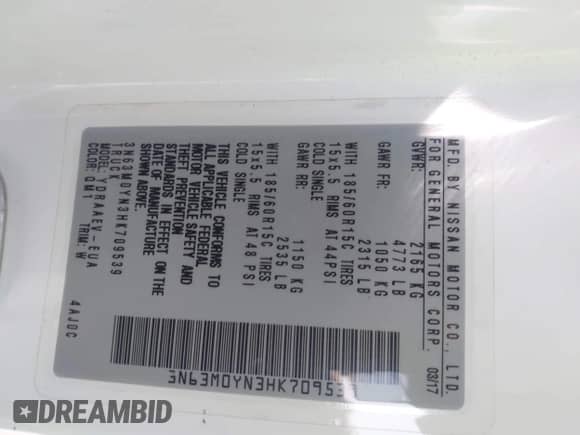 MFD. BY NISSAN MOTOR CO., LTD.
FOR GENERAL MOTORS CORP. 03/17
GVWR: 2165 KG
4773 LB
GAWR FR: 1050 KG
2315 LB
WITH 185/60R15C TIRES
15x5.5 RIMS AT 44PSI
COLD SINGLE
GAWR RR: 1150 KG
2535 LB
WITH 185/60R15C TIRES
15x5.5 RIMS AT 48 PSI
COLD SINGLE
THIS VEHICLE CONFORMS TO
ALL APPLICABLE FEDERAL
MOTOR VEHICLE SAFETY AND
THEFT PREVENTION
STANDARDS IN EFFECT ON THE
DATE OF MANUFACTURE
SHOWN ABOVE.
3N63M0YN3HK709539
TRUCK
MODEL: YDRAAEV-EUA
COLOR: QM1 TRIM: W
4AJ0C
3N63M0YN3HK70953
DREAMBID
DREAMBID